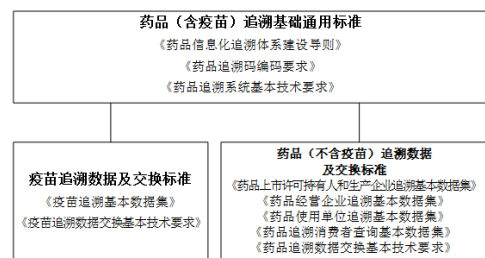 药品（含疫苗）追溯基础通用标准
《药品信息化追溯体系建设导则》
《药品追溯码编码要求》
《药品追溯系统基本技术要求》
疫苗追溯数据及交换标准
《疫苗追溯基本数据集》
《疫苗追溯数据交换基本技术要求》
药品（不含疫苗）追溯数据
及交换标准
《药品上市许可持有人和生产企业追溯基本数据集》
《药品经营企业追溯基本数据集》
《药品使用单位追溯基本数据集》
《药品追溯消费者查询基本数据集》
《药品追溯数据交换基本技术要求》